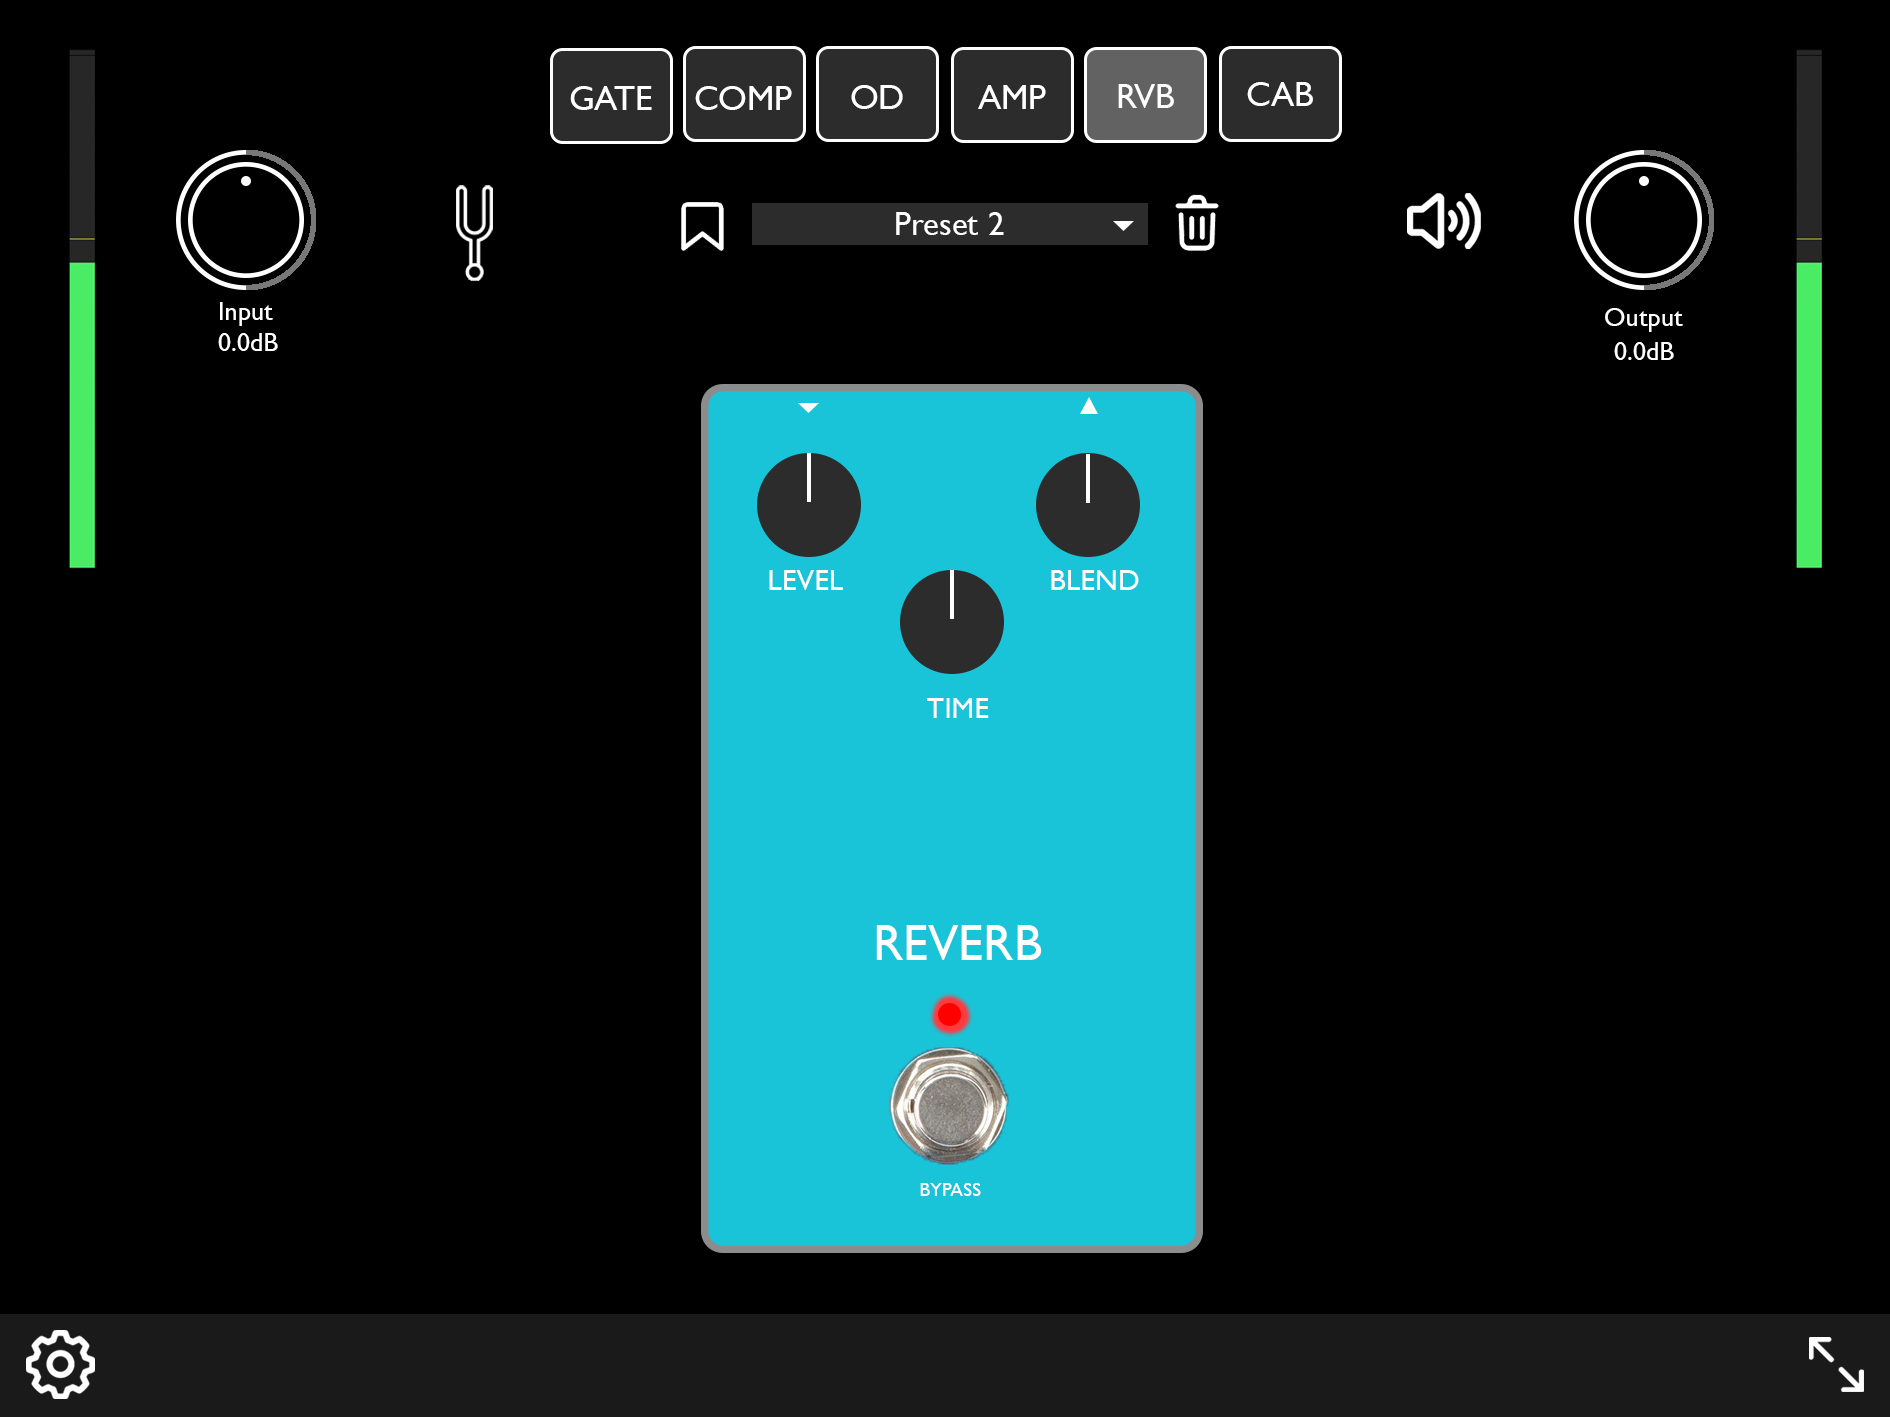 GATE
COMP
OD
AMP
RVB
CAB
Preset 2
Input
0.0dB
Output
0.0dB
LEVEL
BLEND
TIME
REVERB
BYPASS